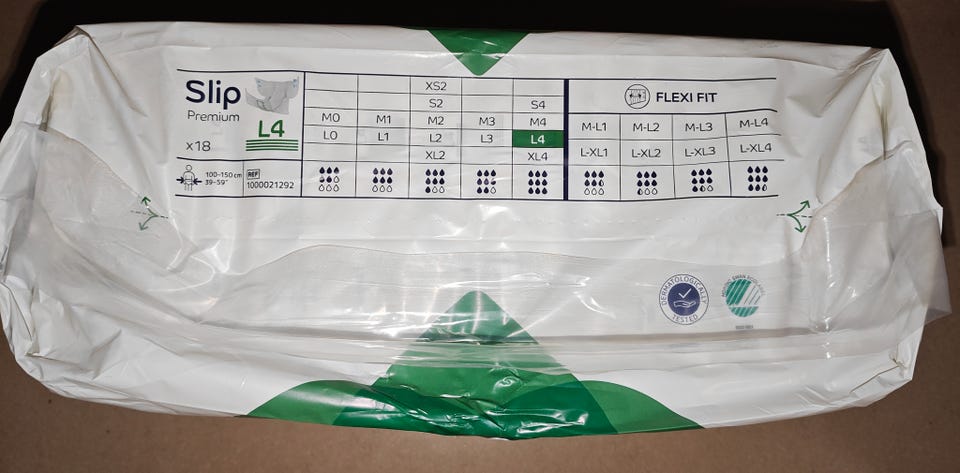 Slip
Premium
L4
x18
100-150 cm
39-59"
REF
1000021292
XS2
S2 S4
M0 M1 M2 M3 M4
L0 L1 L2 L3 L4
XL2 XL4
FLEXI FIT
M-L1 M-L2 M-L3 M-L4
L-XL1 L-XL2 L-XL3 L-XL4
DERMATOLOGICALLY
TESTED